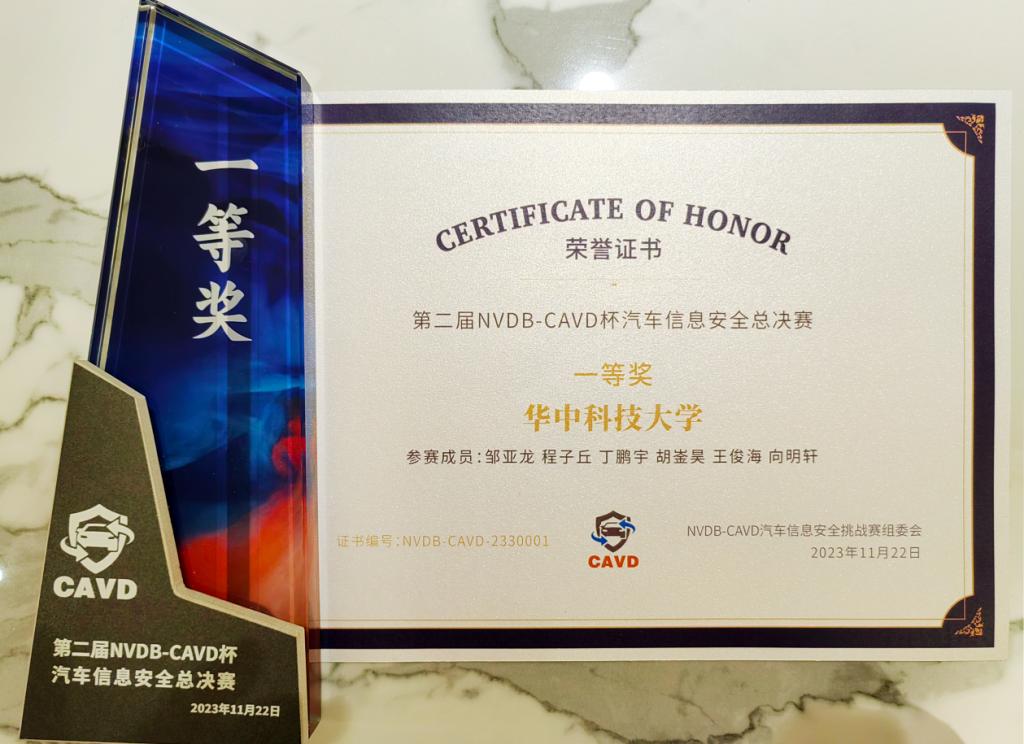 一等奖
CAVD
第二届NVDB-CAVD杯
汽车信息安全总决赛
2023年11月22日
CERTIFICATE OF HONOR
荣誉证书
第二届NVDB-CAVD杯汽车信息安全总决赛
一等奖
华中科技大学
参赛成员:邹亚龙 程子丘 丁鹏宇 胡崟昊 王俊海 向明轩
证书编号:NVDB-CAVD-2330001
CAVD
NVDB-CAVD汽车信息安全挑战赛组委会
2023年11月22日